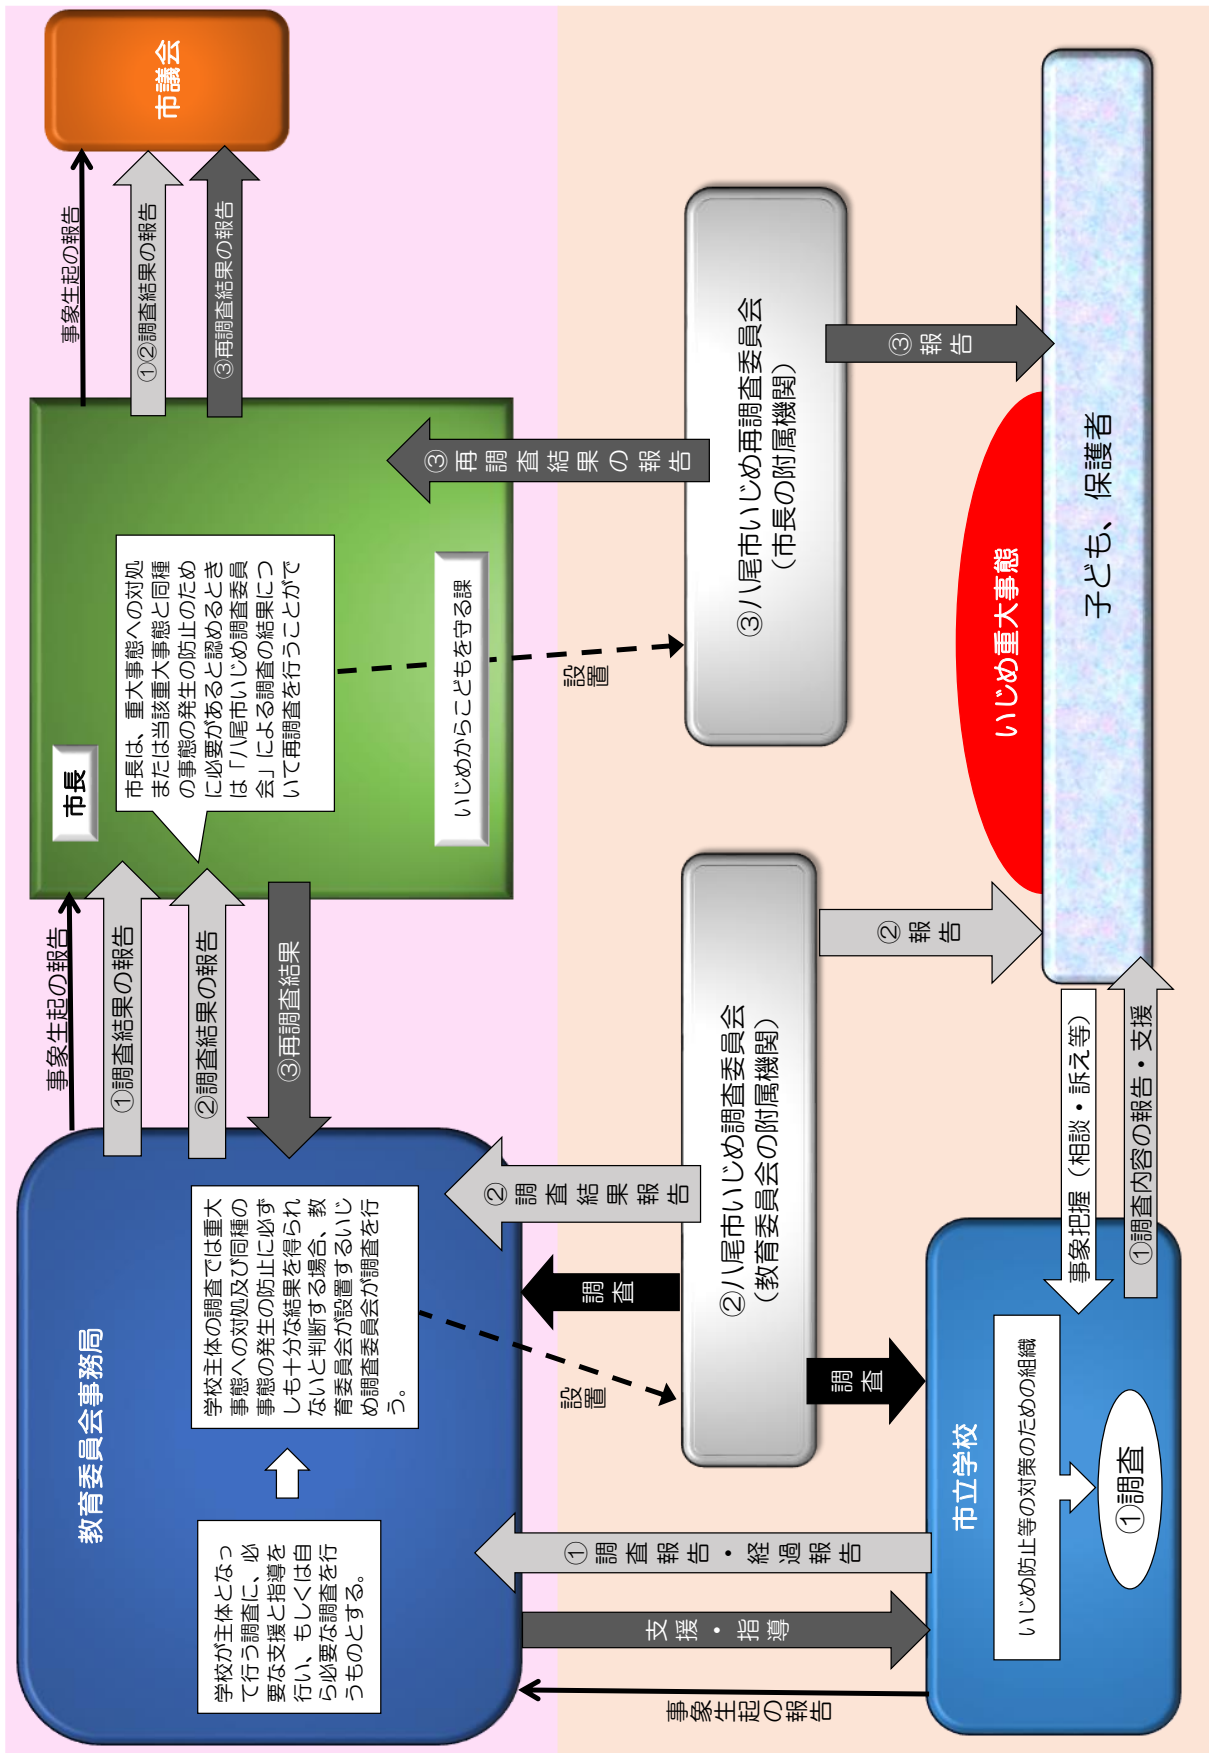 教育委員会事務局
学校が主体となっ
て行う調査に、必
要な支援と指導を
行い、もしくは自
ら必要な調査を行
うものとする。
学校主体の調査では重大
事態への対処及び同種の
事態の発生の防止に必ず
しも十分な結果を得られ
ないと判断する場合、教
育委員会が設置するいじ
め調査委員会が調査を行
う。
事象生起の報告
①調査結果の報告
②調査結果の報告
③再調査結果
市長
市長は、重大事態への対処
または当該重大事態と同種
の事態の発生の防止のため
に必要があると認めるとき
は「八尾市いじめ調査委員
会」による調査の結果につ
いて再調査を行うことがで
いじめからこどもを守る課
事象生起の報告
①②調査結果の報告
③再調査結果の報告
市議会
事象生起の報告
支援・指導
①調査報告・経過報告
設置
調査
②調査結果報告
設置
③再調査結果の報告
②八尾市いじめ調査委員会
（教育委員会の附属機関）
③八尾市いじめ再調査委員会
（市長の附属機関）
調査
②報告
③報告
市立学校
いじめ防止等の対策のための組織
①調査
事象把握（相談・訴え等）
①調査内容の報告・支援
いじめ重大事態
子ども、保護者